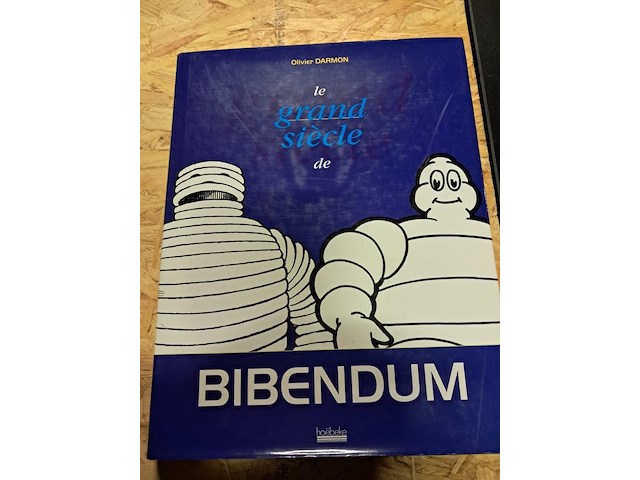 Olivier DARMON
le
grand
siècle
de
BIBENDUM
hoëbeke